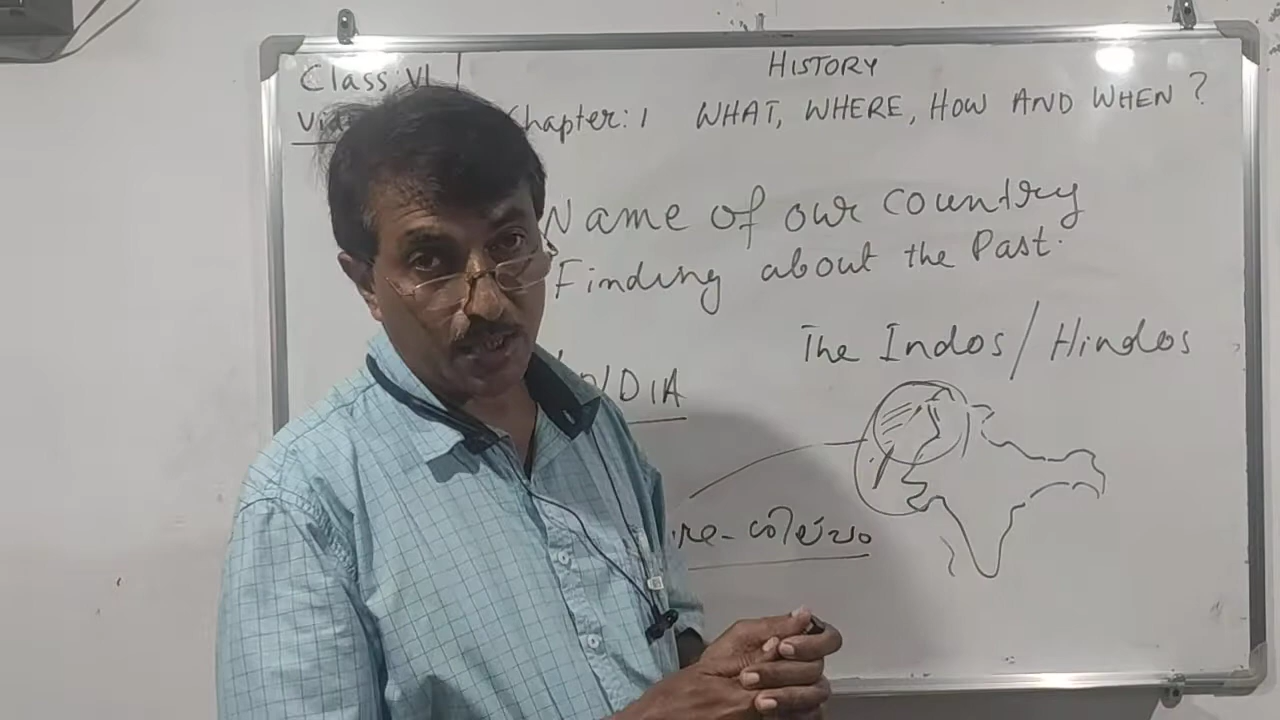 Class: VI
HISTORY
Chapter: 1 WHAT, WHERE, HOW AND WHEN ?
Name of our country
Finding about the Past.
The Indos / Hindos